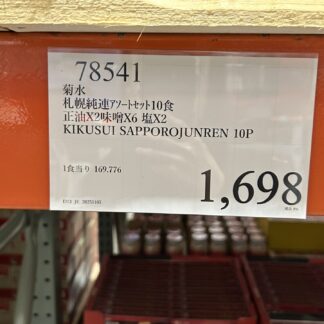 78541
菊水
札幌純連アソートセット10食
正油X2味噌X6 塩X2
KIKUSUI SAPPOROJUNREN 10P
1食当り 169.776
1,698